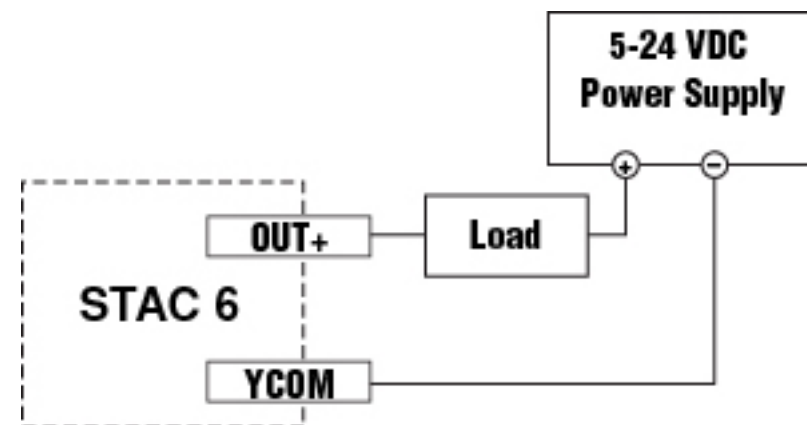 5-24 VDC
Power Supply
+ −
OUT+
Load
STAC 6
YCOM